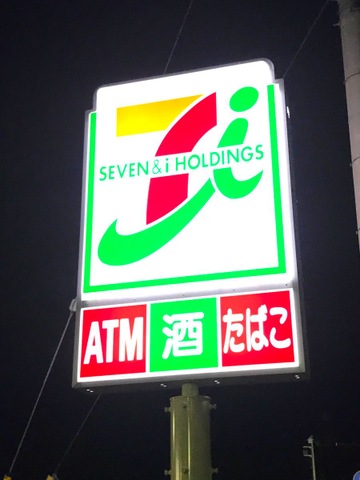 SEVEN & i HOLDINGS
ATM 酒 たばこ